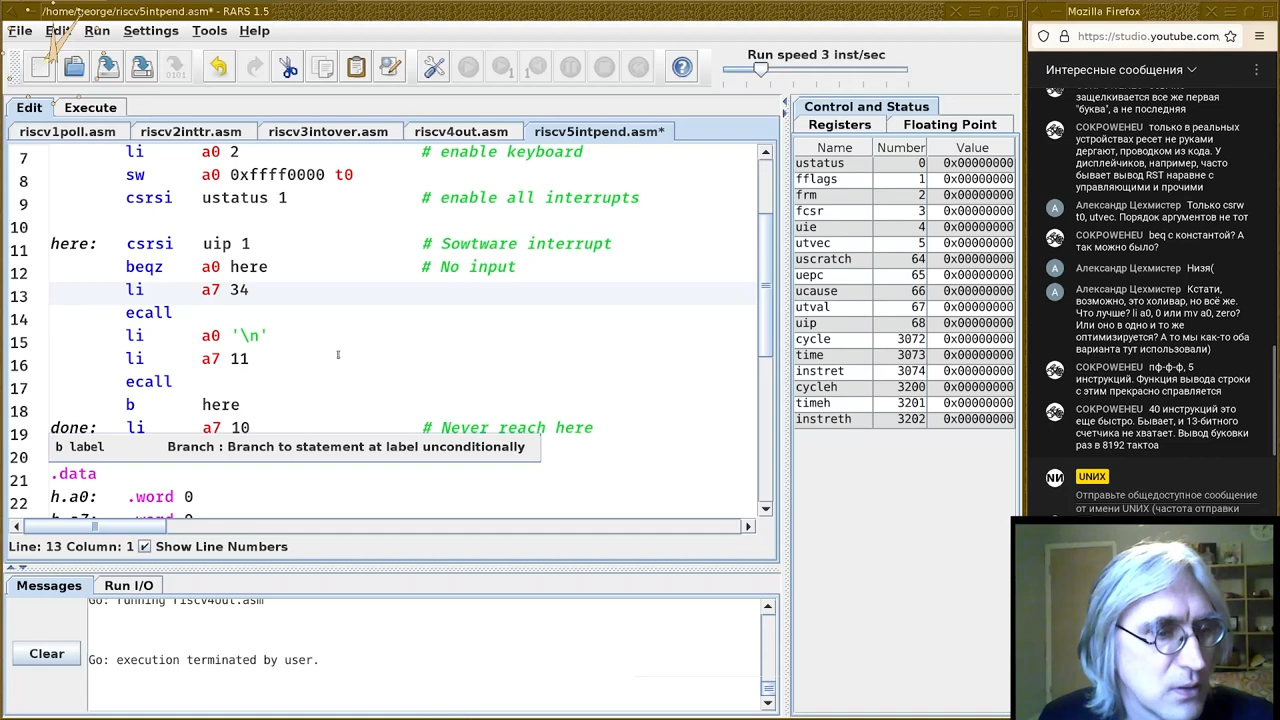 /home/george/riscv5intpend.asm* - RARS 1.5
File Edit Run Settings Tools Help
Run speed 3 inst/sec
Edit Execute
riscv1poll.asm riscv2inttr.asm riscv3intover.asm riscv4out.asm riscv5intpend.asm*
7 li a0 2 # enable keyboard
8 sw a0 0xffff0000 t0
9 csrsi ustatus 1 # enable all interrupts
10
11 here: csrsi uip 1 # Sowtware interrupt
12 beqz a0 here # No input
13 li a7 34
14 ecall
15 li a0 '\n'
16 li a7 11
17 ecall
18 b here
19 done: li a7 10 # Never reach here
20
b label Branch : Branch to statement at label unconditionally
21 .data
22 h.a0: .word 0
Line: 13 Column: 1 Show Line Numbers
Messages Run I/O
Go: running riscv4out.asm
Go: execution terminated by user.
Clear
Control and Status
Registers Floating Point
Name Number Value
ustatus 0 0x00000000
fflags 1 0x00000000
frm 2 0x00000000
fcsr 3 0x00000000
uie 4 0x00000000
utvec 5 0x00000000
uscratch 64 0x00000000
uepc 65 0x00000000
ucause 66 0x00000000
utval 67 0x00000000
uip 68 0x00000000
cycle 3072 0x00000000
time 3073 0x00000000
instret 3074 0x00000000
cycleh 3200 0x00000000
timeh 3201 0x00000000
instreth 3202 0x00000000
Mozilla Firefox
https://studio.youtube.com
Интересные сообщения
защелкивается все же первая
"буква", а не последняя
COKPOWEHEU только в реальных
устройствах ресет не руками
дергают, проводком из кода. У
дисплейчиков, например, часто
бывает вывод RST наравне с
управляющими и прочими
Александр Цехмистер Только csrw
t0, utvec. Порядок аргументов не тот
COKPOWEHEU beq с константой? А
так можно было?
Александр Цехмистер Низя(
Александр Цехмистер Кстати,
возможно, это холивар, но всё же.
Что лучше? li a0, 0 или mv a0, zero?
Или оно в одно и то же
оптимизируется? А то мы как-то оба
варианта тут использовали)
COKPOWEHEU пф-ф-ф, 5
инструкций. Функция вывода строки
с этим прекрасно справляется
COKPOWEHEU 40 инструкций это
еще быстро. Бывает, и 13-битного
счетчика не хватает. Вывод буковки
раз в 8192 тактоа
UNИX
Отправьте общедоступное сообщение
от имени UNИX (частота отправки